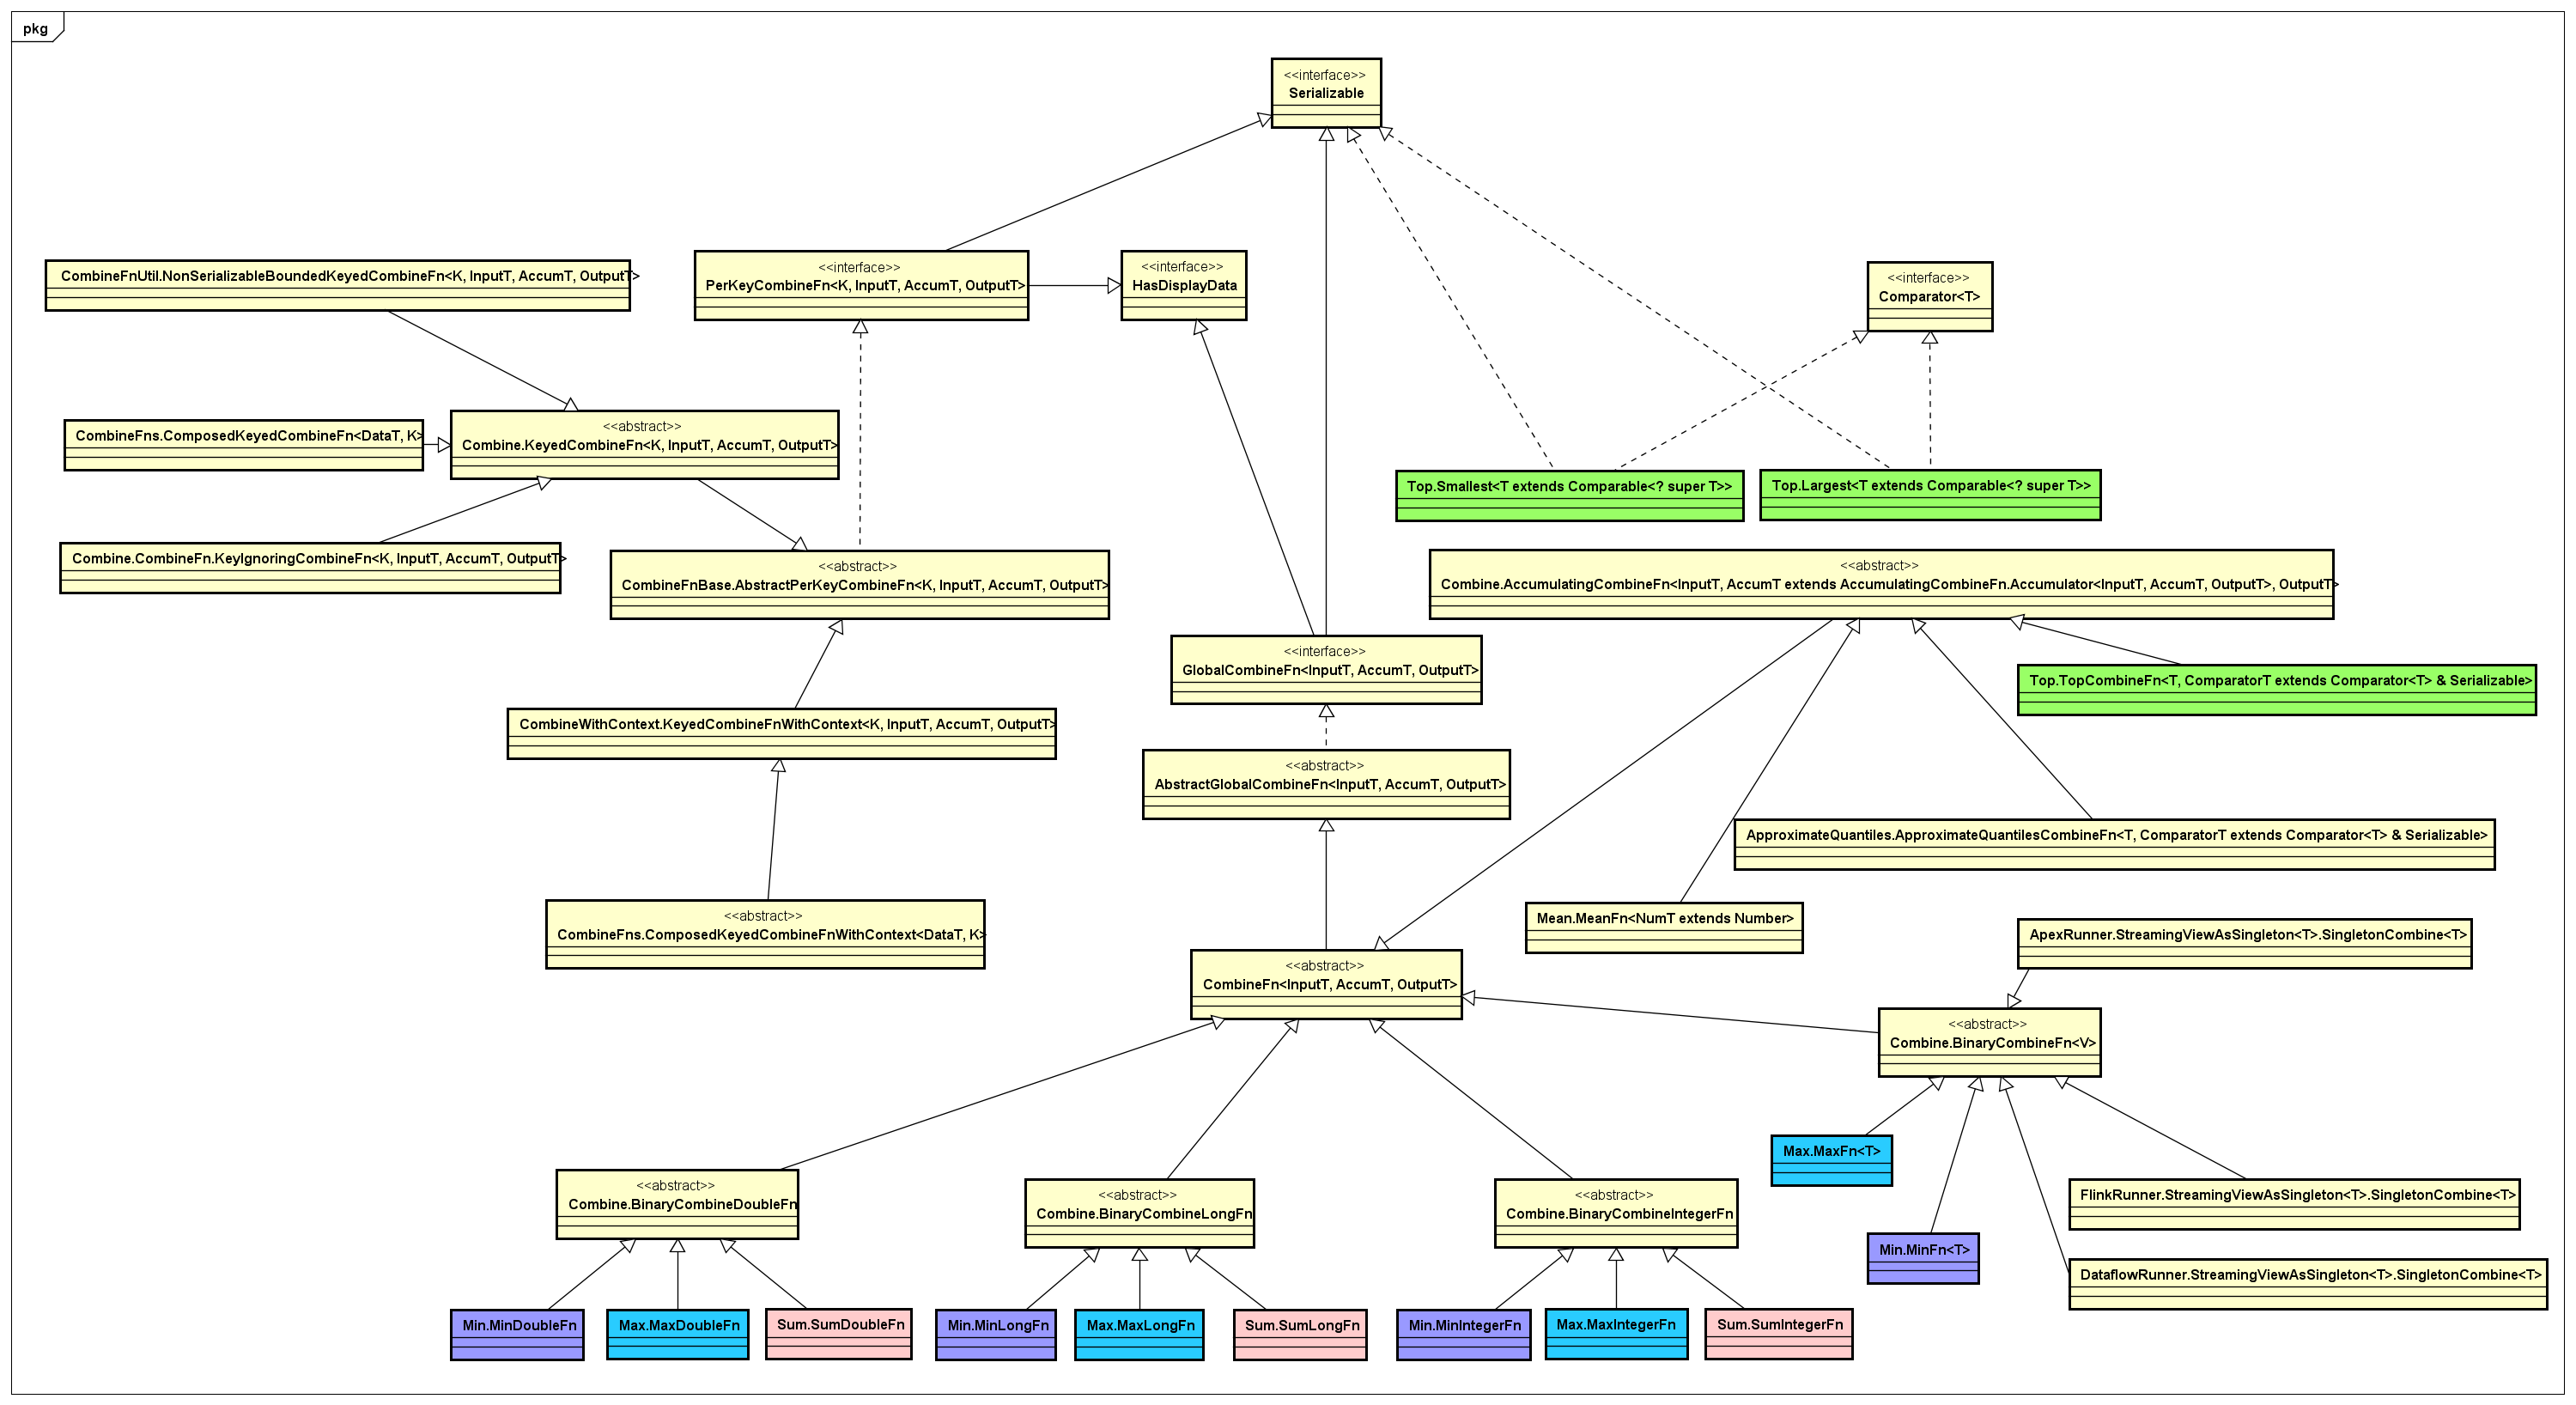 pkg
<<interface>>
Serializable
CombineFnUtil.NonSerializableBoundedKeyedCombineFn<K, InputT, AccumT, OutputT>
<<interface>>
PerKeyCombineFn<K, InputT, AccumT, OutputT>
<<interface>>
HasDisplayData
<<interface>>
Comparator<T>
CombineFns.ComposedKeyedCombineFn<DataT, K>
<<abstract>>
Combine.KeyedCombineFn<K, InputT, AccumT, OutputT>
Top.Smallest<T extends Comparable<? super T>>
Top.Largest<T extends Comparable<? super T>>
Combine.CombineFn.KeyIgnoringCombineFn<K, InputT, AccumT, OutputT>
<<abstract>>
CombineFnBase.AbstractPerKeyCombineFn<K, InputT, AccumT, OutputT>
<<abstract>>
Combine.AccumulatingCombineFn<InputT, AccumT extends AccumulatingCombineFn.Accumulator<InputT, AccumT, OutputT>, OutputT>
<<interface>>
GlobalCombineFn<InputT, AccumT, OutputT>
Top.TopCombineFn<T, ComparatorT extends Comparator<T> & Serializable>
CombineWithContext.KeyedCombineFnWithContext<K, InputT, AccumT, OutputT>
<<abstract>>
AbstractGlobalCombineFn<InputT, AccumT, OutputT>
ApproximateQuantiles.ApproximateQuantilesCombineFn<T, ComparatorT extends Comparator<T> & Serializable>
<<abstract>>
CombineFns.ComposedKeyedCombineFnWithContext<DataT, K>
Mean.MeanFn<NumT extends Number>
ApexRunner.StreamingViewAsSingleton<T>.SingletonCombine<T>
<<abstract>>
CombineFn<InputT, AccumT, OutputT>
<<abstract>>
Combine.BinaryCombineFn<V>
Max.MaxFn<T>
<<abstract>>
Combine.BinaryCombineDoubleFn
<<abstract>>
Combine.BinaryCombineLongFn
<<abstract>>
Combine.BinaryCombineIntegerFn
FlinkRunner.StreamingViewAsSingleton<T>.SingletonCombine<T>
Min.MinFn<T>
DataflowRunner.StreamingViewAsSingleton<T>.SingletonCombine<T>
Min.MinDoubleFn
Max.MaxDoubleFn
Sum.SumDoubleFn
Min.MinLongFn
Max.MaxLongFn
Sum.SumLongFn
Min.MinIntegerFn
Max.MaxIntegerFn
Sum.SumIntegerFn